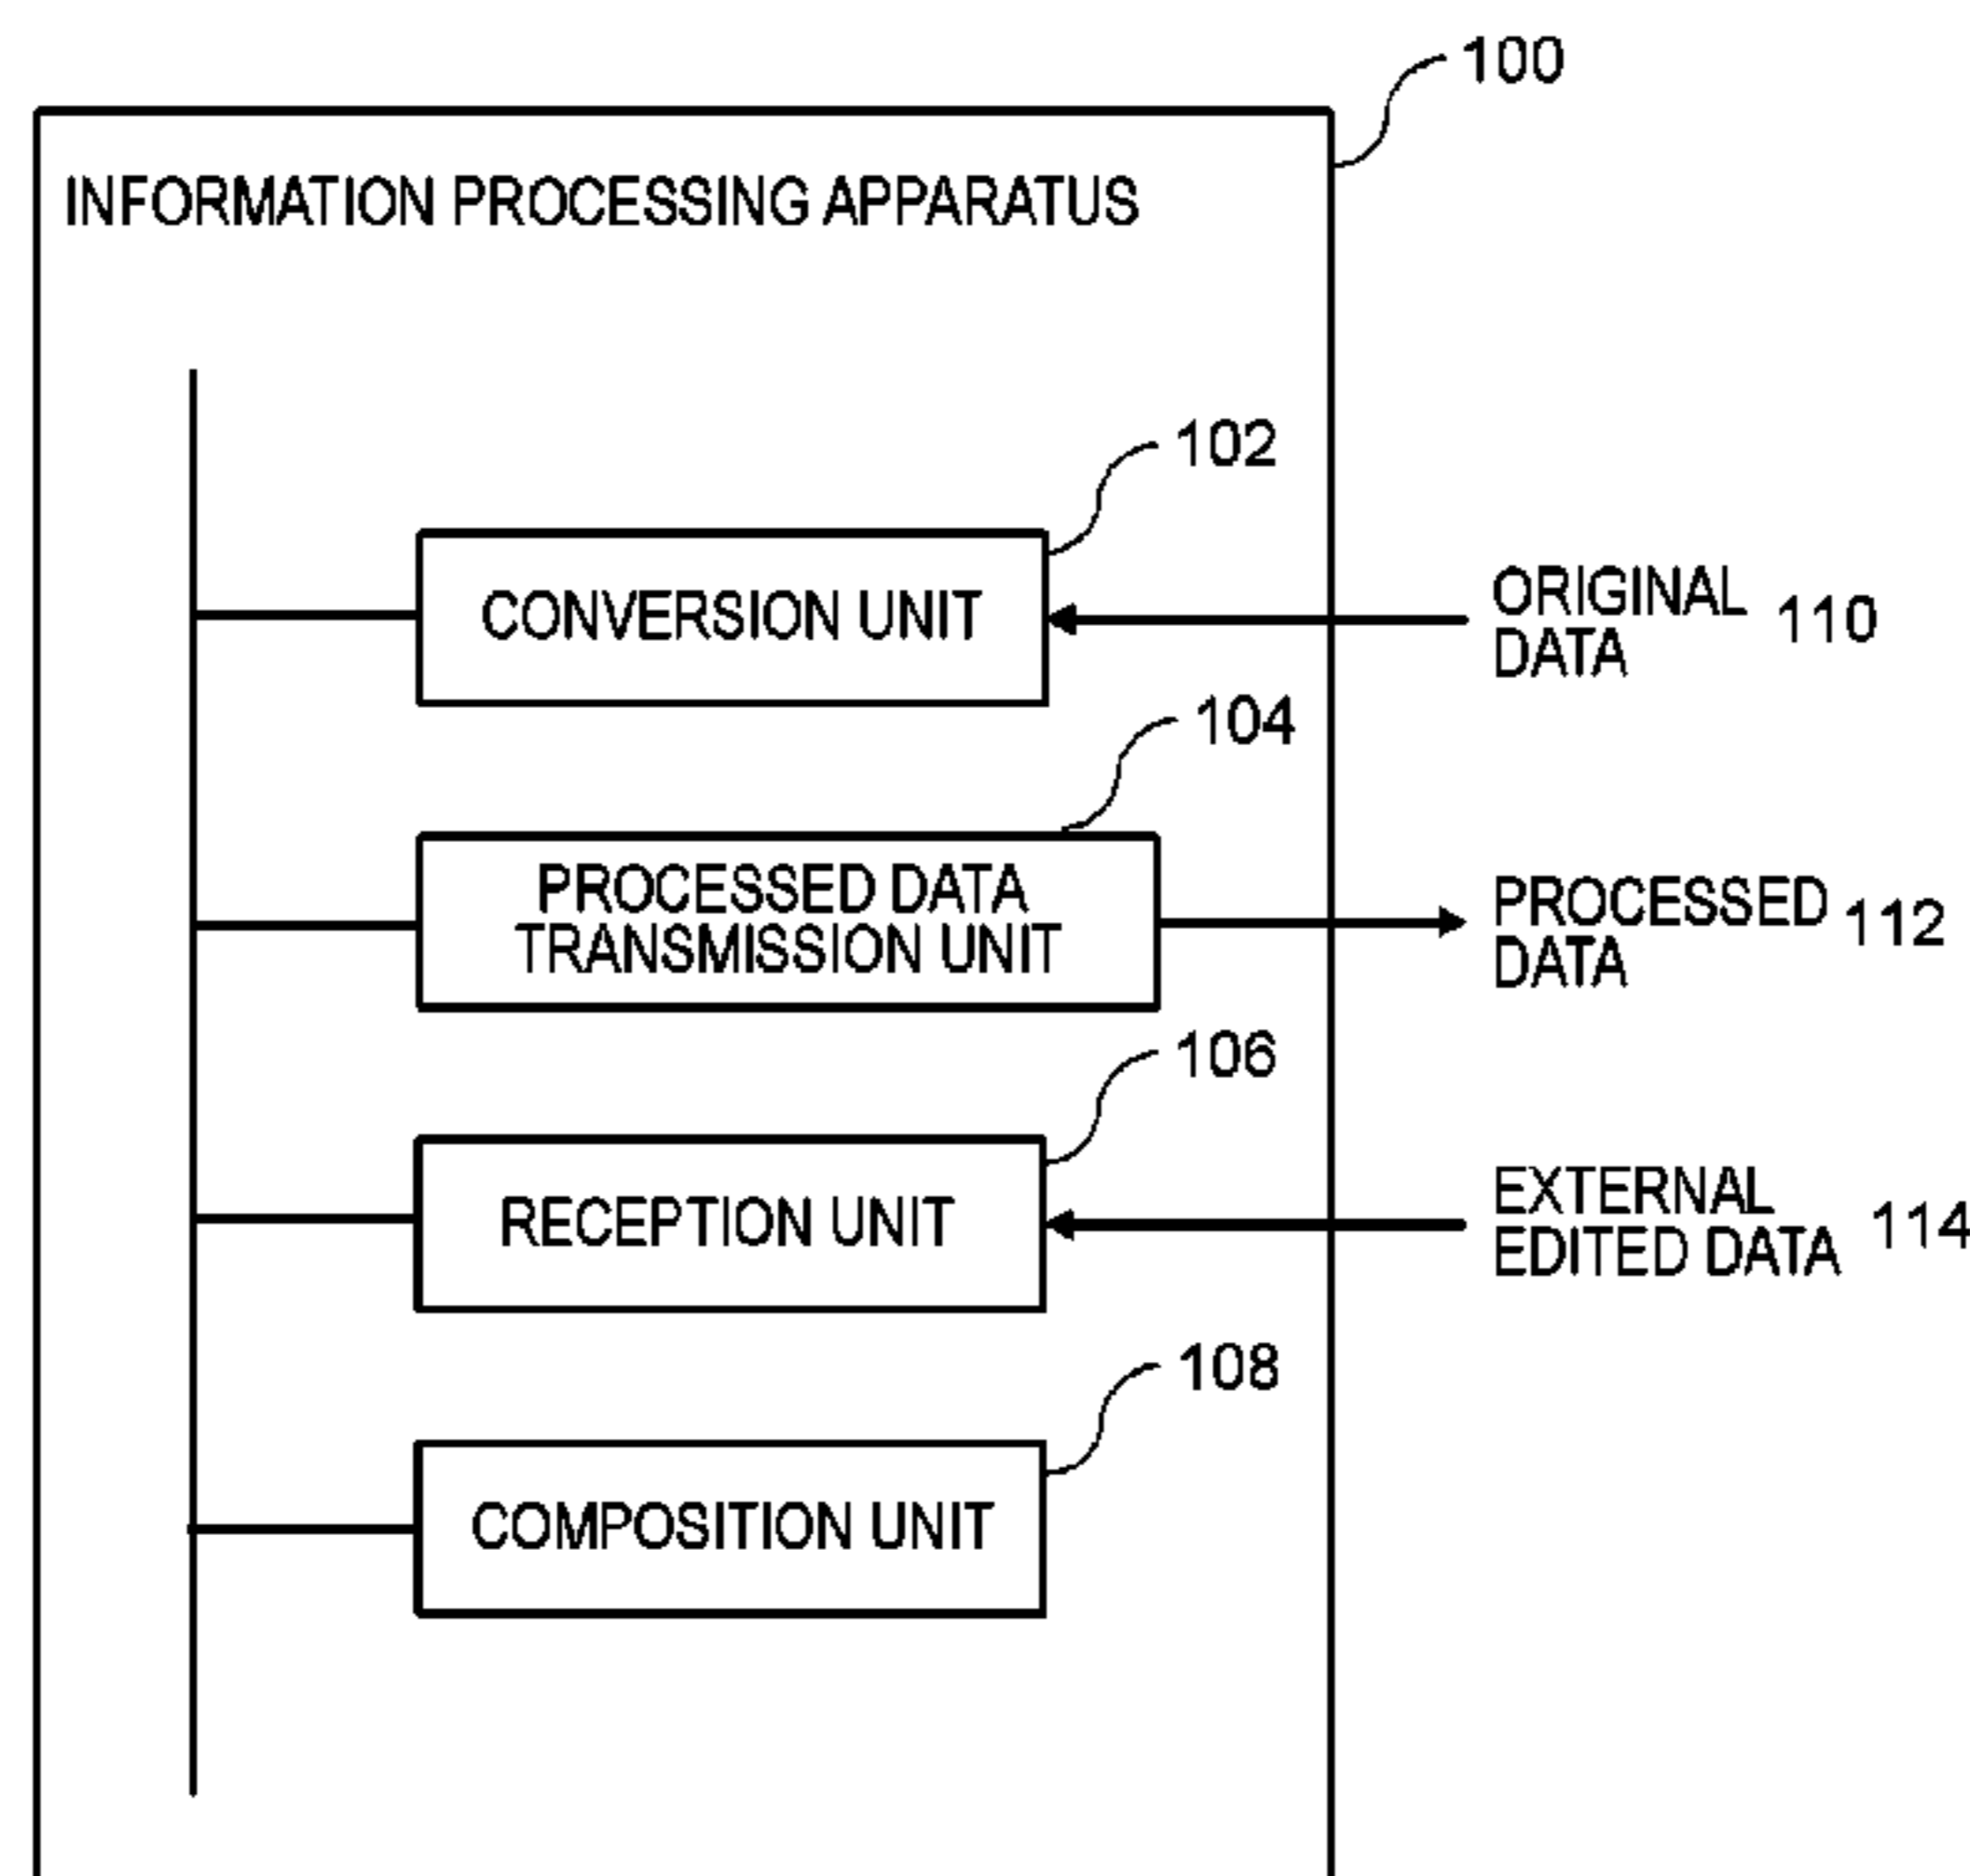 100
INFORMATION PROCESSING APPARATUS
102
CONVERSION UNIT
ORIGINAL
DATA
110
104
PROCESSED DATA
TRANSMISSION UNIT
PROCESSED
DATA
112
106
RECEPTION UNIT
EXTERNAL
EDITED DATA
114
108
COMPOSITION UNIT